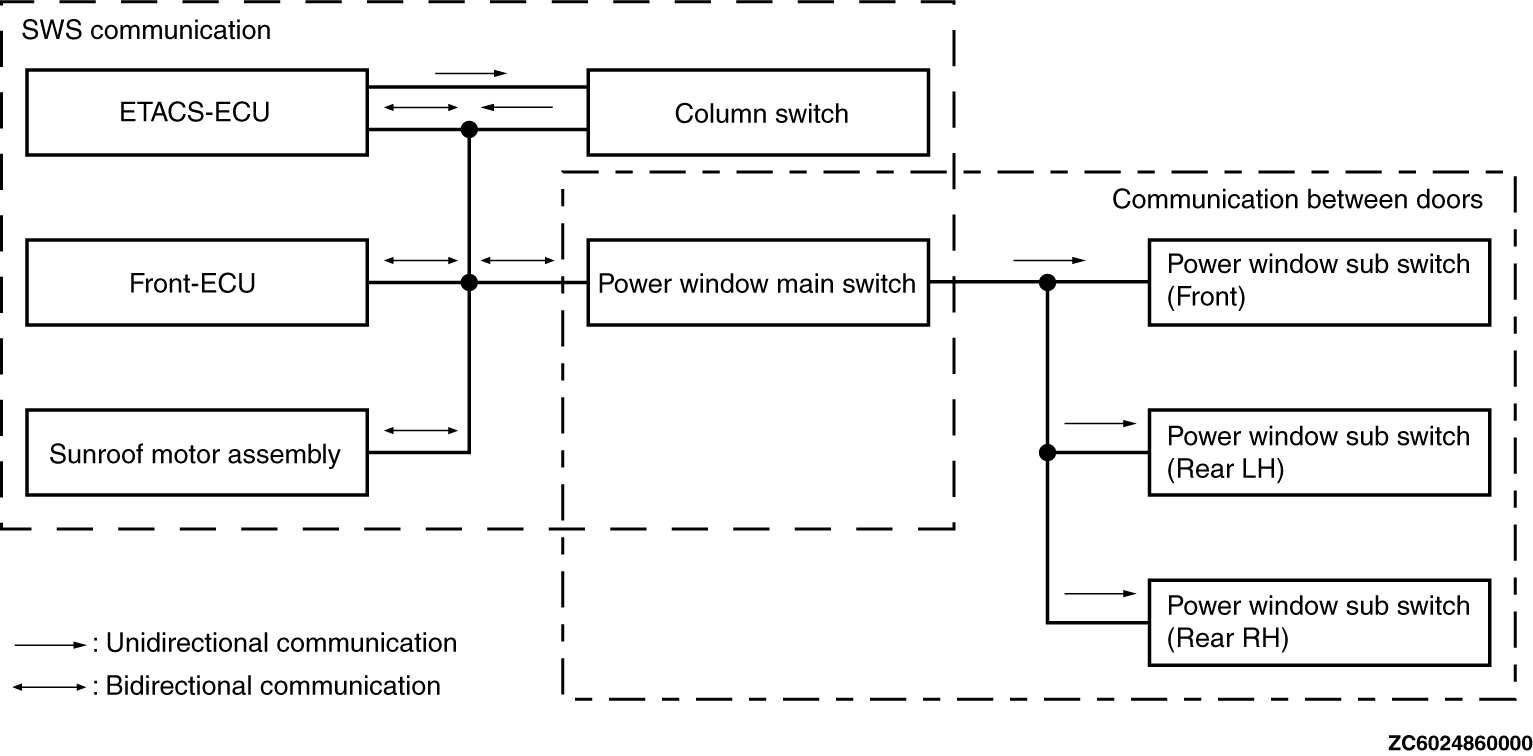 SWS communication
ETACS-ECU
Column switch
Communication between doors
Front-ECU
Power window main switch
Power window sub switch
(Front)
Sunroof motor assembly
Power window sub switch
(Rear LH)
Power window sub switch
(Rear RH)
: Unidirectional communication
: Bidirectional communication
ZC6024860000